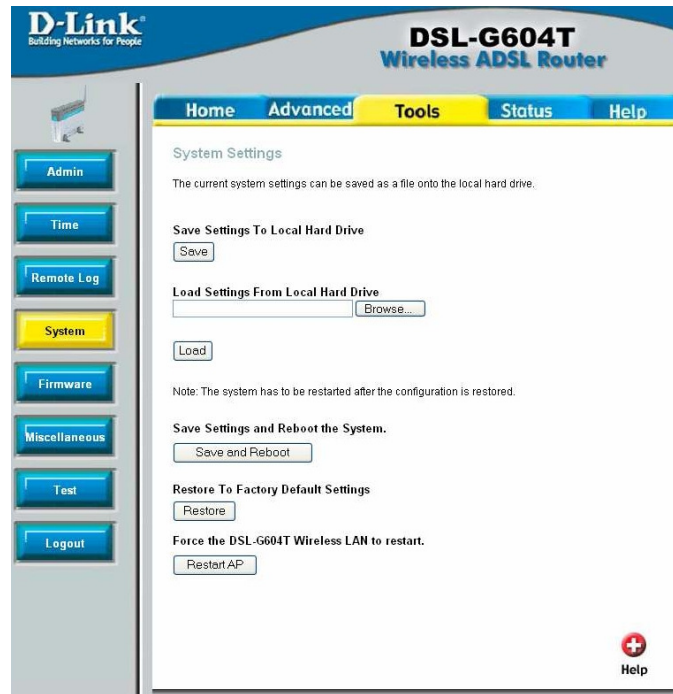 D-Link
Building Networks for People
DSL-G604T
Wireless ADSL Router
Home Advanced Tools Status Help
Admin
Time
Remote Log
System
Firmware
Miscellaneous
Test
Logout
System Settings
The current system settings can be saved as a file onto the local hard drive.
Save Settings To Local Hard Drive
Save
Load Settings From Local Hard Drive
Browse...
Load
Note: The system has to be restarted after the configuration is restored.
Save Settings and Reboot the System.
Save and Reboot
Restore To Factory Default Settings
Restore
Force the DSL-G604T Wireless LAN to restart.
Restart AP
Help